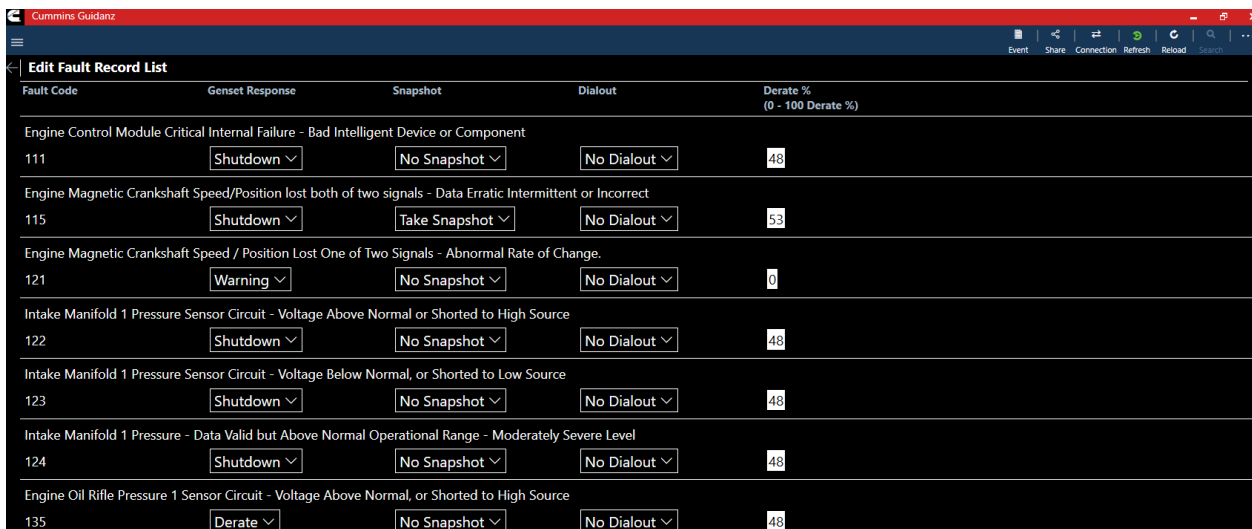 Cummins Guidanz
Event Share Connection Refresh Reload Search
Edit Fault Record List
Fault Code Genset Response Snapshot Dialout Derate %
(0 - 100 Derate %)
Engine Control Module Critical Internal Failure - Bad Intelligent Device or Component
111 Shutdown No Snapshot No Dialout 48
Engine Magnetic Crankshaft Speed/Position lost both of two signals - Data Erratic Intermittent or Incorrect
115 Shutdown Take Snapshot No Dialout 53
Engine Magnetic Crankshaft Speed / Position Lost One of Two Signals - Abnormal Rate of Change.
121 Warning No Snapshot No Dialout 0
Intake Manifold 1 Pressure Sensor Circuit - Voltage Above Normal or Shorted to High Source
122 Shutdown No Snapshot No Dialout 48
Intake Manifold 1 Pressure Sensor Circuit - Voltage Below Normal, or Shorted to Low Source
123 Shutdown No Snapshot No Dialout 48
Intake Manifold 1 Pressure - Data Valid but Above Normal Operational Range - Moderately Severe Level
124 Shutdown No Snapshot No Dialout 48
Engine Oil Rifle Pressure 1 Sensor Circuit - Voltage Above Normal, or Shorted to High Source
135 Derate No Snapshot No Dialout 48